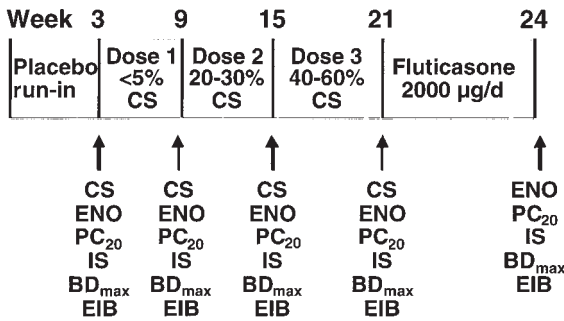 Week 3 9 15 21 24
Placebo run-in
Dose 1 <5% CS
Dose 2 20-30% CS
Dose 3 40-60% CS
Fluticasone 2000 µg/d
CS CS CS CS ENO
ENO ENO ENO ENO PC20
PC20 PC20 PC20 PC20 IS
IS IS IS IS BDmax
BDmax BDmax BDmax BDmax EIB
EIB EIB EIB EIB